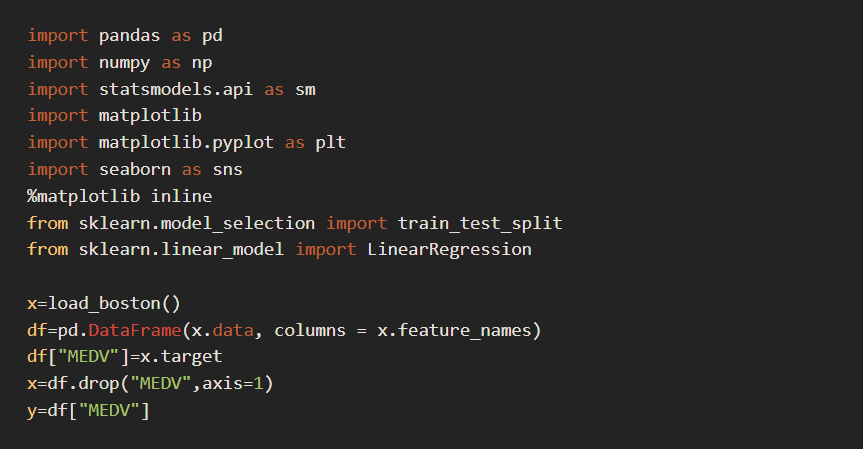 import pandas as pd
import numpy as np
import statsmodels.api as sm
import matplotlib
import matplotlib.pyplot as plt
import seaborn as sns
%matplotlib inline
from sklearn.model_selection import train_test_split
from sklearn.linear_model import LinearRegression
x=load_boston()
df=pd.DataFrame(x.data, columns = x.feature_names)
df["MEDV"]=x.target
x=df.drop("MEDV",axis=1)
y=df["MEDV"]